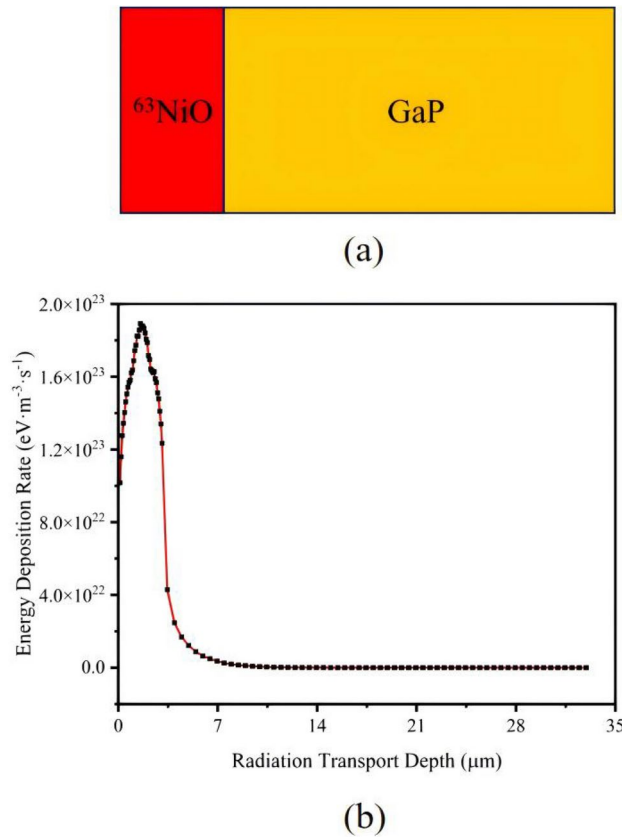 ⁶³NiO
GaP
(a)
2.0×10²³
1.6×10²³
1.2×10²³
8.0×10²²
4.0×10²²
0.0
Energy Deposition Rate (eV·m⁻³·s⁻¹)
0 7 14 21 28 35
Radiation Transport Depth (μm)
(b)